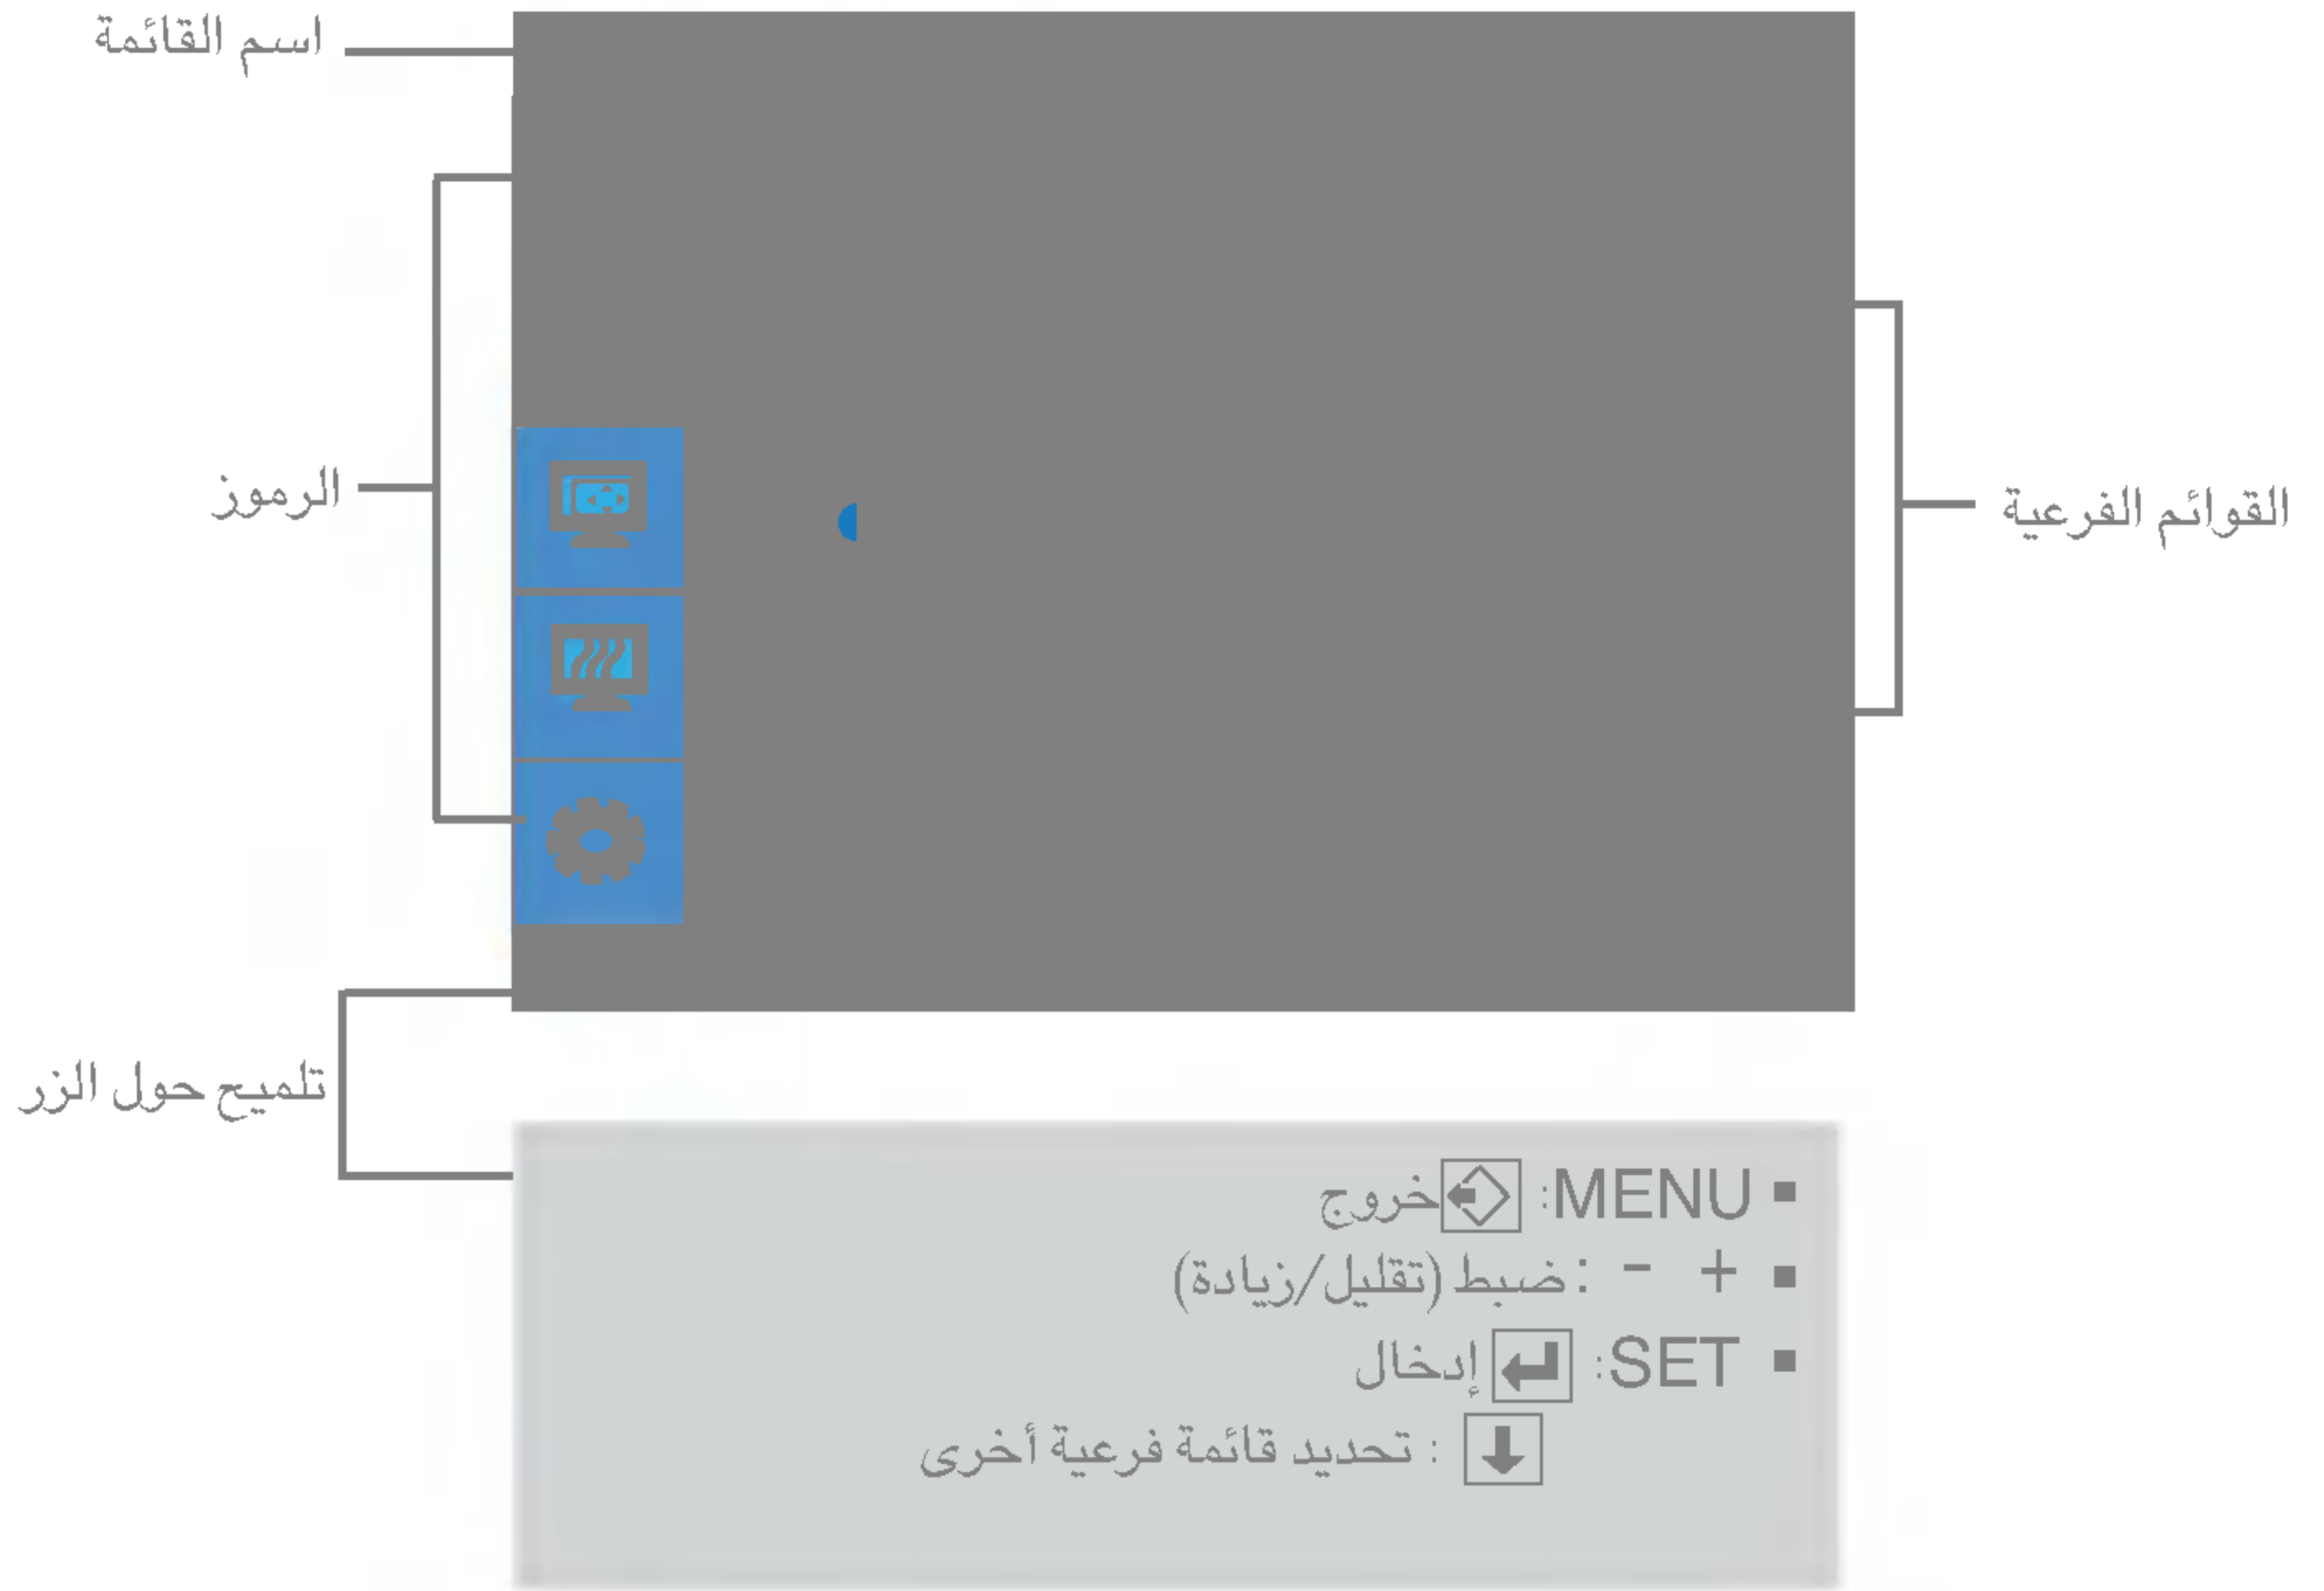 اسم القائمة
الرموز
القوائم الفرعية
تلميح حول الزر
■ MENU: خروج
■ + - : ضبط (تقليل/زيادة)
■ SET: إدخال
: تحديد قائمة فرعية أخرى